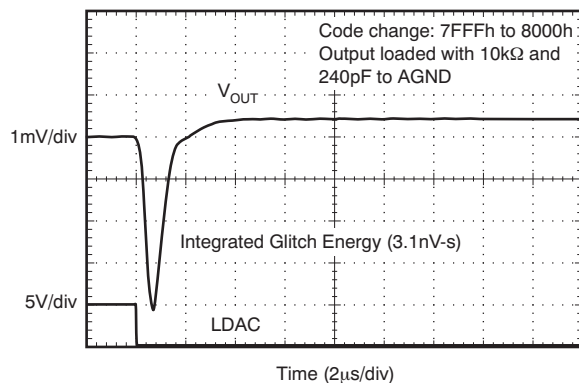 Code change: 7FFFh to 8000h
Output loaded with 10kΩ and
240pF to AGND
VOUT
1mV/div
Integrated Glitch Energy (3.1nV-s)
5V/div
LDAC
Time (2μs/div)